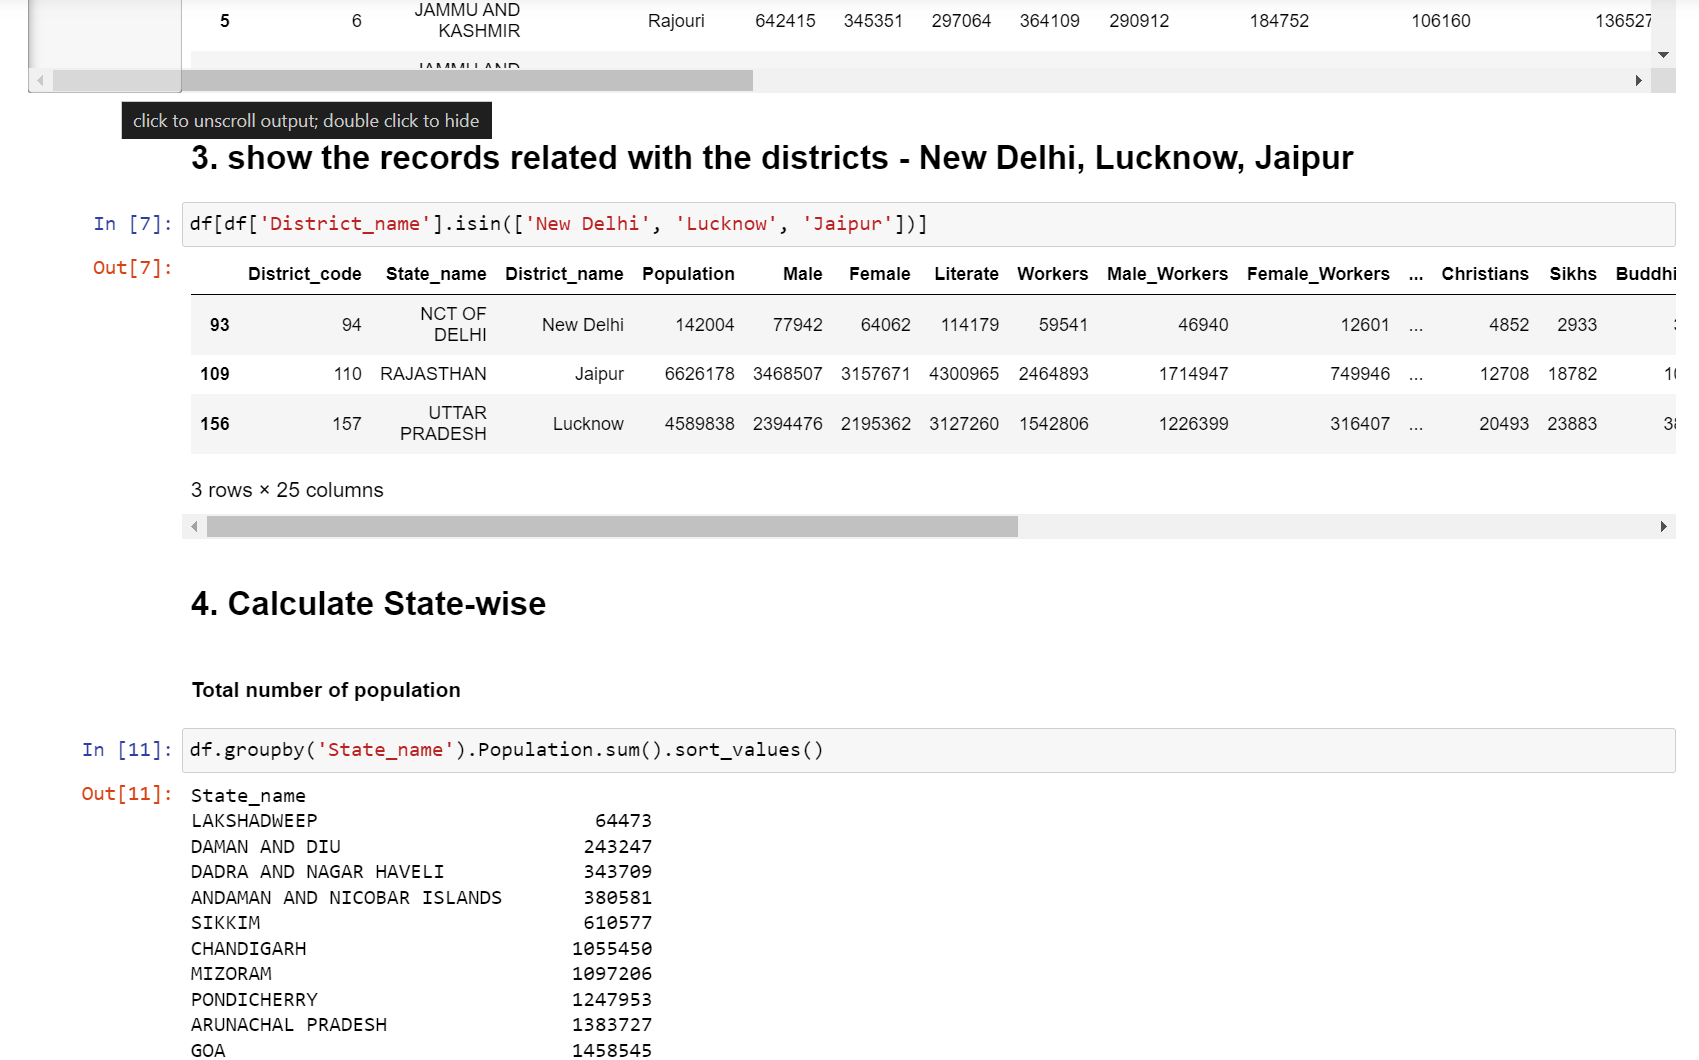 JAMMU AND
5 6 Rajouri 642415 345351 297064 364109 290912 184752 106160 136527
KASHMIR
JAMMU AND
click to unscroll output; double click to hide
3. show the records related with the districts - New Delhi, Lucknow, Jaipur
In [7]: df[df['District_name'].isin(['New Delhi', 'Lucknow', 'Jaipur'])]
Out[7]:
District_code State_name District_name Population Male Female Literate Workers Male_Workers Female_Workers ... Christians Sikhs Buddhi
NCT OF
93 94 New Delhi 142004 77942 64062 114179 59541 46940 12601 ... 4852 2933
DELHI
109 110 RAJASTHAN Jaipur 6626178 3468507 3157671 4300965 2464893 1714947 749946 ... 12708 18782 10
UTTAR
156 157 Lucknow 4589838 2394476 2195362 3127260 1542806 1226399 316407 ... 20493 23883
PRADESH
3 rows × 25 columns
4. Calculate State-wise
Total number of population
In [11]: df.groupby('State_name').Population.sum().sort_values()
Out[11]: State_name
LAKSHADWEEP 64473
DAMAN AND DIU 243247
DADRA AND NAGAR HAVELI 343709
ANDAMAN AND NICOBAR ISLANDS 380581
SIKKIM 610577
CHANDIGARH 1055450
MIZORAM 1097206
PONDICHERRY 1247953
ARUNACHAL PRADESH 1383727
GOA 1458545